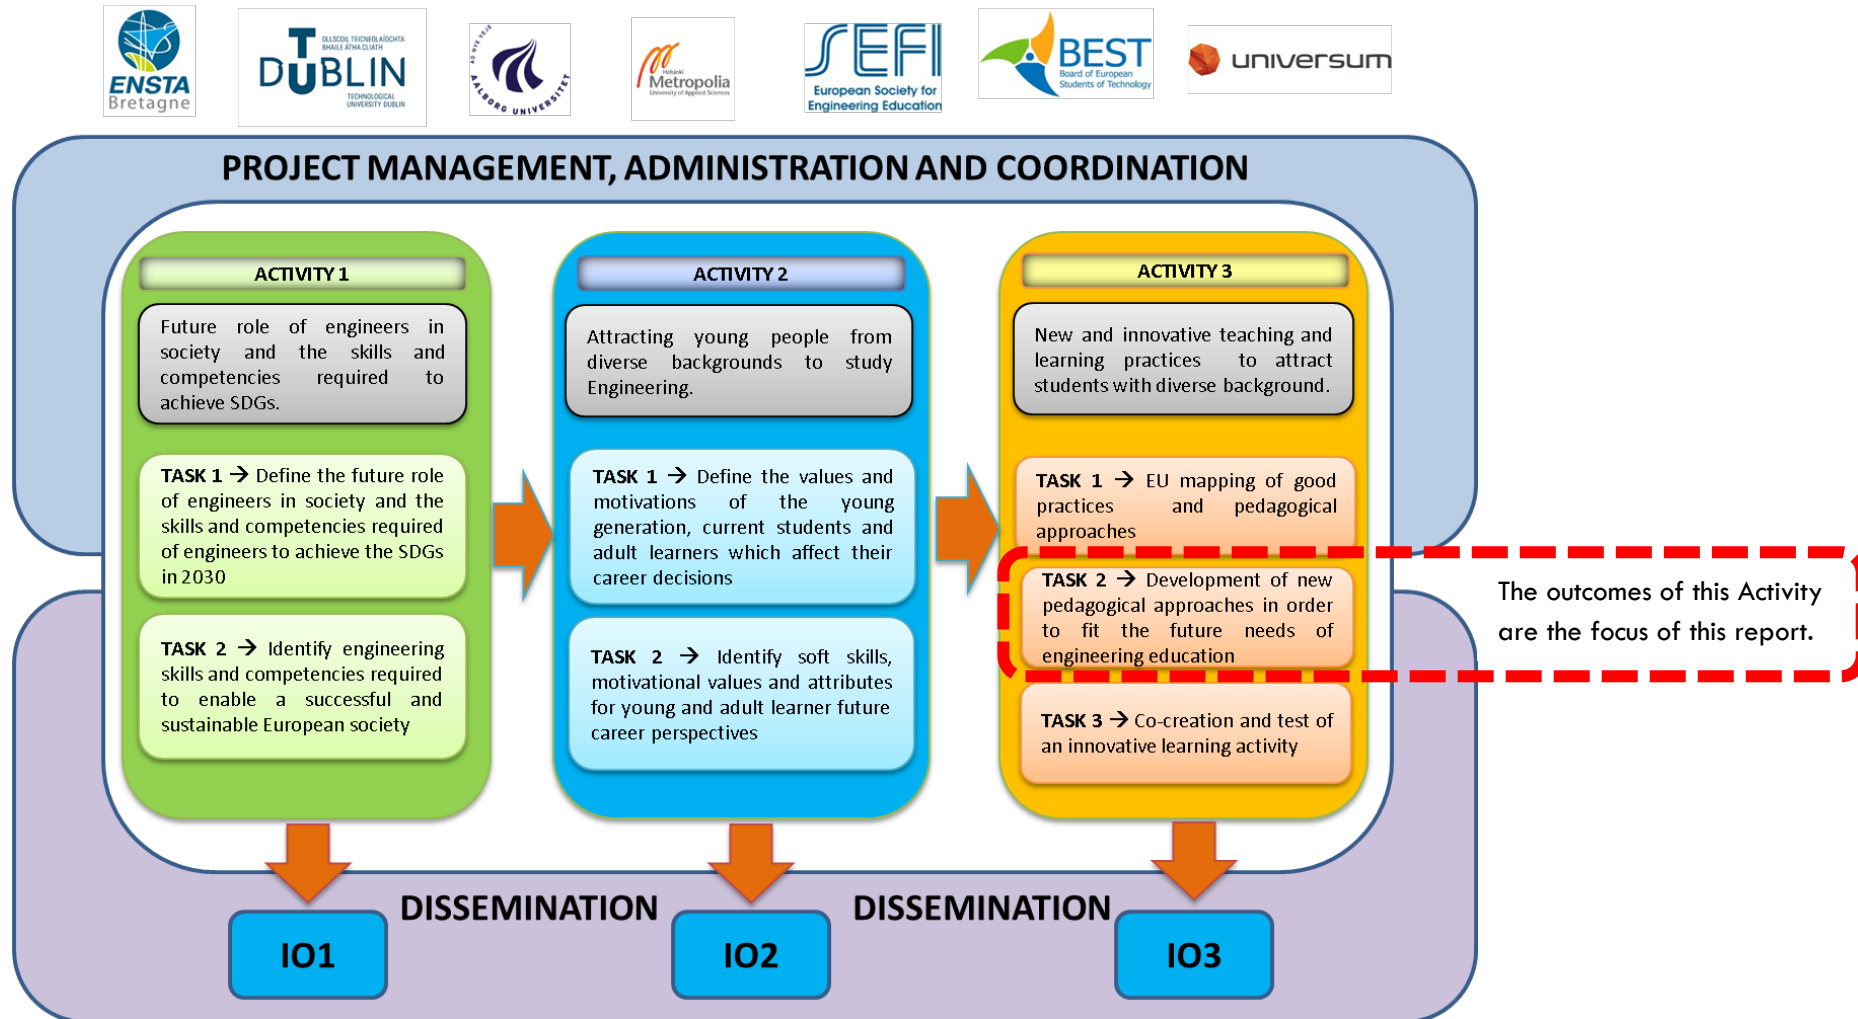 ENSTA
Bretagne
OLLSCOIL TEICNEOLAÍOCHTA
BHAILE ÁTHA CLIATH
T
DUBLIN
TECHNOLOGICAL
UNIVERSITY DUBLIN
AD NYE VEJE
AALBORG UNIVERSITET
Helsinki
Metropolia
University of Applied Sciences
SEFI
European Society for
Engineering Education
BEST
Board of European
Students of Technology
universum
PROJECT MANAGEMENT, ADMINISTRATION AND COORDINATION
ACTIVITY 1
Future role of engineers in
society and the skills and
competencies required to
achieve SDGs.
TASK 1 → Define the future role
of engineers in society and the
skills and competencies required
of engineers to achieve the SDGs
in 2030
TASK 2 → Identify engineering
skills and competencies required
to enable a successful and
sustainable European society
ACTIVITY 2
Attracting young people from
diverse backgrounds to study
Engineering.
TASK 1 → Define the values and
motivations of the young
generation, current students and
adult learners which affect their
career decisions
TASK 2 → Identify soft skills,
motivational values and attributes
for young and adult learner future
career perspectives
ACTIVITY 3
New and innovative teaching and
learning practices to attract
students with diverse background.
TASK 1 → EU mapping of good
practices and pedagogical
approaches
TASK 2 → Development of new
pedagogical approaches in order
to fit the future needs of
engineering education
TASK 3 → Co-creation and test of
an innovative learning activity
The outcomes of this Activity
are the focus of this report.
DISSEMINATION DISSEMINATION
IO1 IO2 IO3